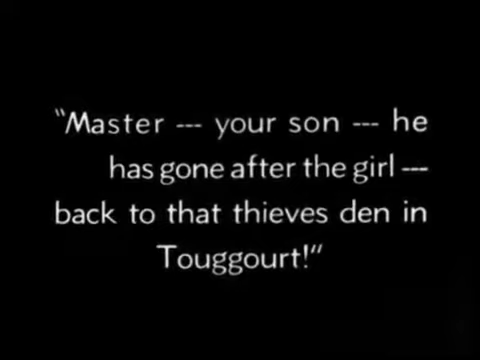 "Master --- your son --- he
has gone after the girl ---
back to that thieves den in
Touggourt!"